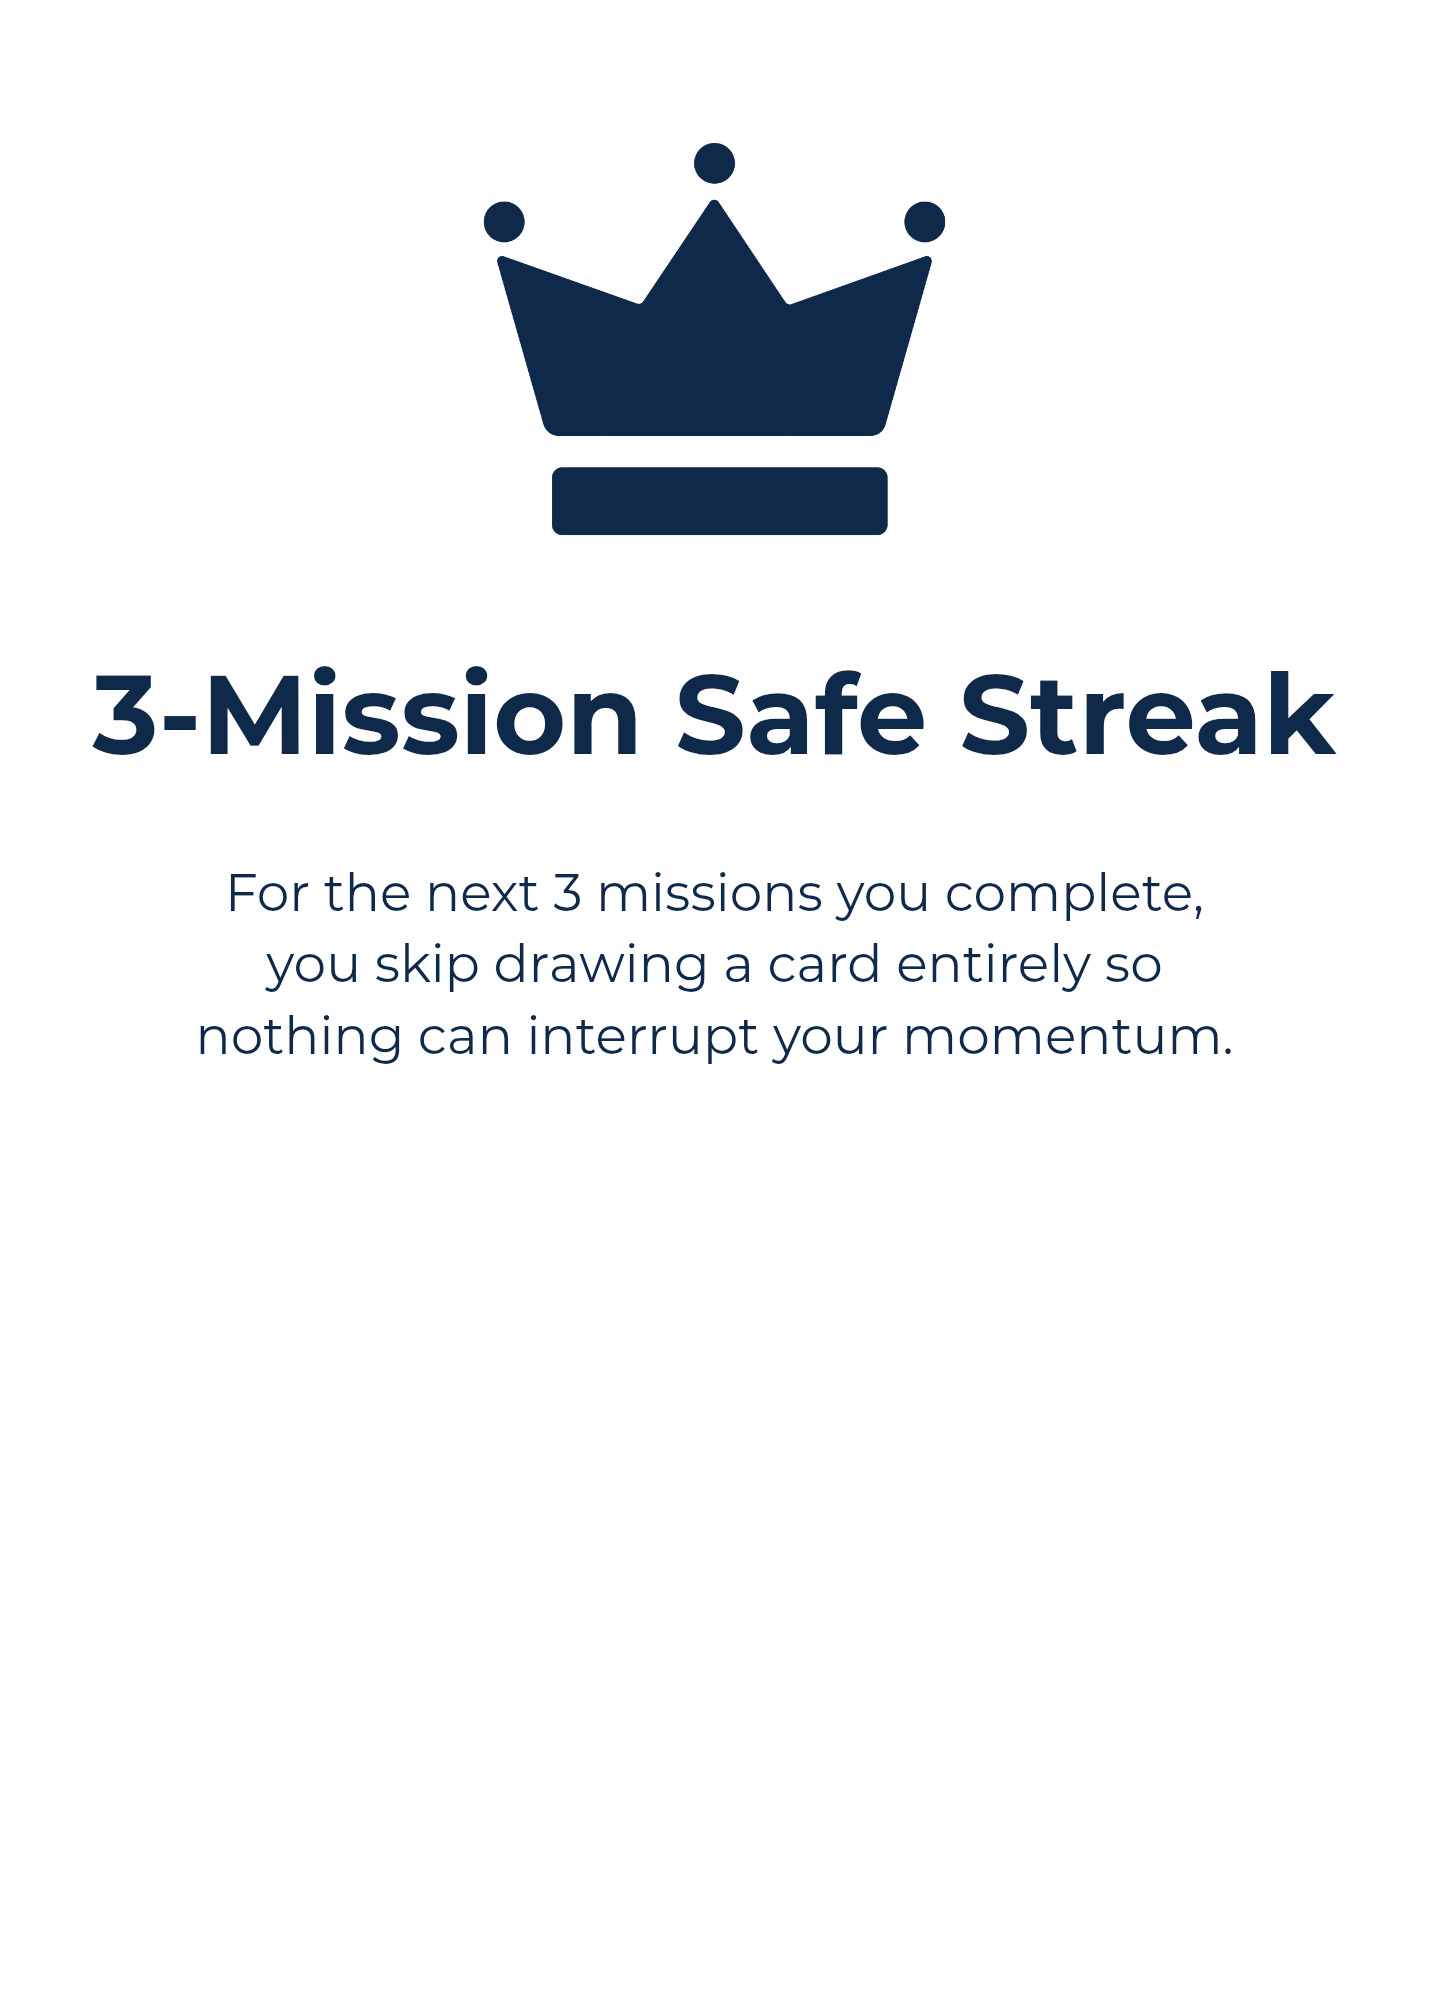 3-Mission Safe Streak
For the next 3 missions you complete,
you skip drawing a card entirely so
nothing can interrupt your momentum.